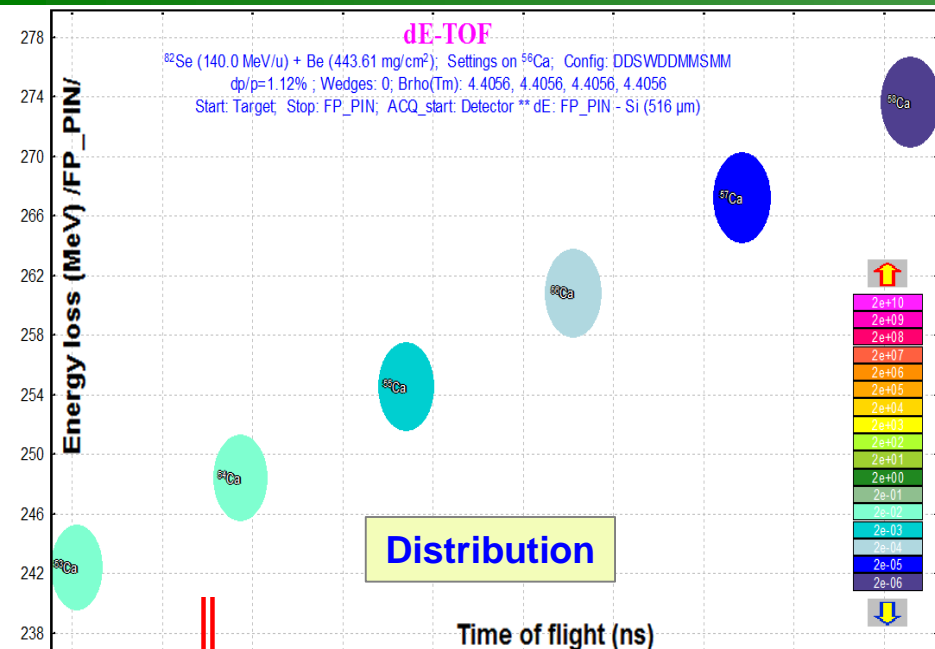 dE-TOF
⁸²Se (140.0 MeV/u) + Be (443.61 mg/cm²); Settings on ⁵⁶Ca; Config: DDSWDDMMSMM
dp/p=1.12% ; Wedges: 0; Brho(Tm): 4.4056, 4.4056, 4.4056, 4.4056
Start: Target; Stop: FP_PIN; ACQ_start: Detector ** dE: FP_PIN - Si (516 µm)
Energy loss (MeV) /FP_PIN/
278
274
270
266
262
258
254
250
246
242
238
⁵⁸Ca
⁵⁷Ca
⁵⁶Ca
⁵⁵Ca
⁵⁴Ca
⁵³Ca
2e+10
2e+09
2e+08
2e+07
2e+06
2e+05
2e+04
2e+03
2e+02
2e+01
2e+00
2e-01
2e-02
2e-03
2e-04
2e-05
2e-06
Distribution
Time of flight (ns)